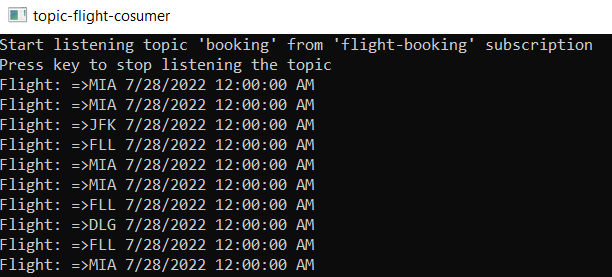 topic-flight-cosumer
Start listening topic 'booking' from 'flight-booking' subscription
Press key to stop listening the topic
Flight: =>MIA 7/28/2022 12:00:00 AM
Flight: =>MIA 7/28/2022 12:00:00 AM
Flight: =>JFK 7/28/2022 12:00:00 AM
Flight: =>FLL 7/28/2022 12:00:00 AM
Flight: =>MIA 7/28/2022 12:00:00 AM
Flight: =>MIA 7/28/2022 12:00:00 AM
Flight: =>FLL 7/28/2022 12:00:00 AM
Flight: =>DLG 7/28/2022 12:00:00 AM
Flight: =>FLL 7/28/2022 12:00:00 AM
Flight: =>MIA 7/28/2022 12:00:00 AM